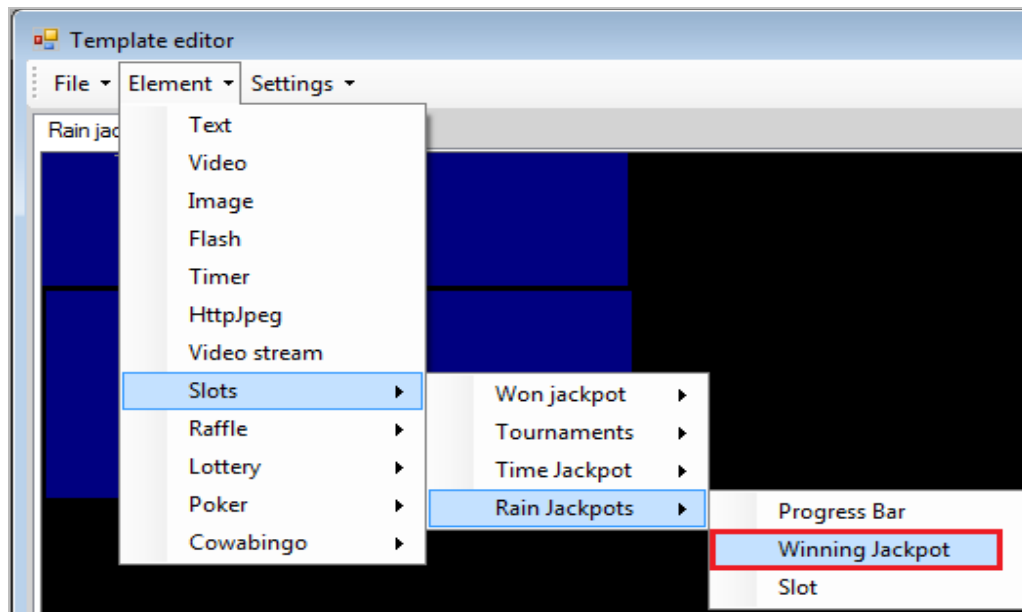 Template editor
File Element Settings
Rain jac
Text
Video
Image
Flash
Timer
HttpJpeg
Video stream
Slots
Raffle
Lottery
Poker
Cowabingo
Won jackpot
Tournaments
Time Jackpot
Rain Jackpots
Progress Bar
Winning Jackpot
Slot